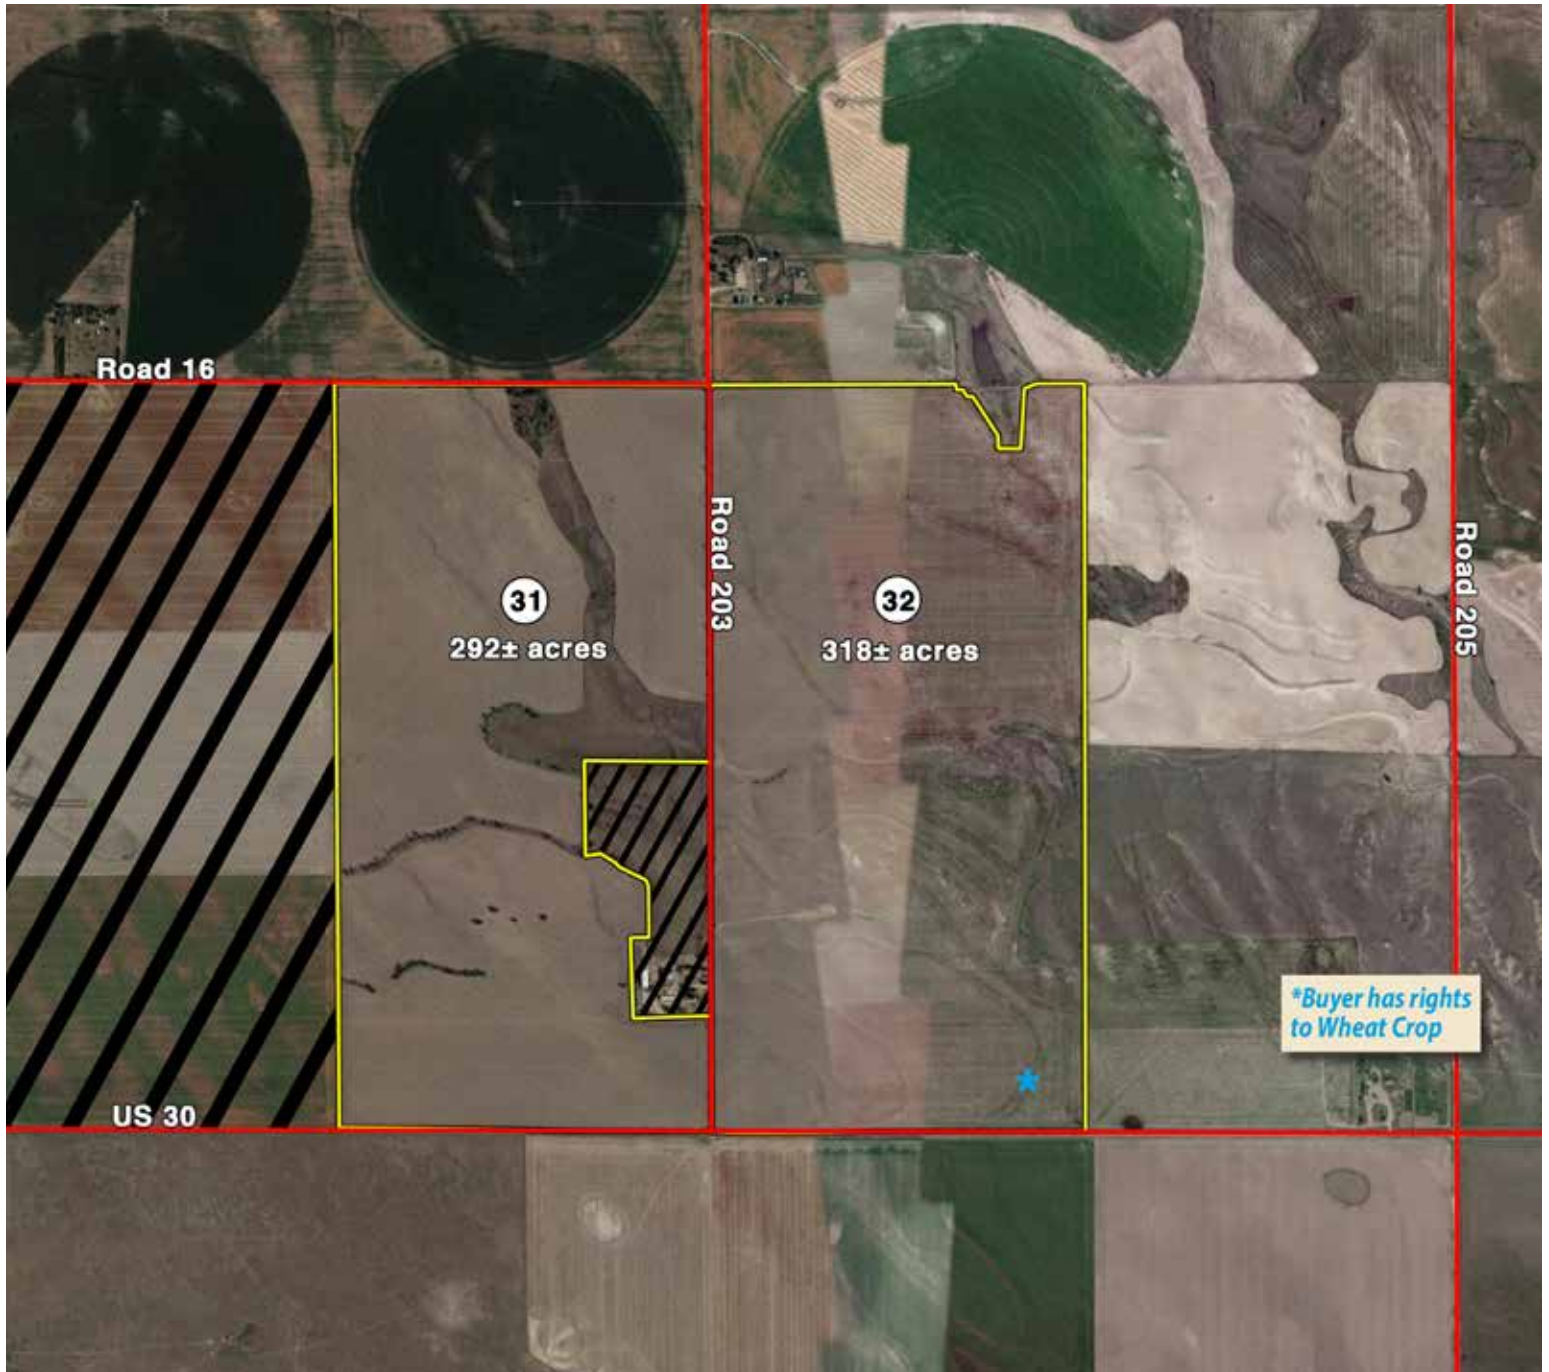 Road 16
Road 203
Road 205
31
292± acres
32
318± acres
*Buyer has rights
to Wheat Crop
*
US 30